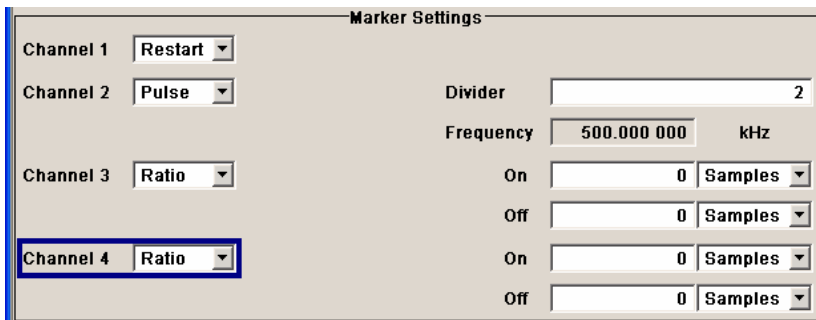 Marker Settings
Channel 1 Restart
Channel 2 Pulse Divider 2
Frequency 500.000 000 kHz
Channel 3 Ratio On 0 Samples
Off 0 Samples
Channel 4 Ratio On 0 Samples
Off 0 Samples